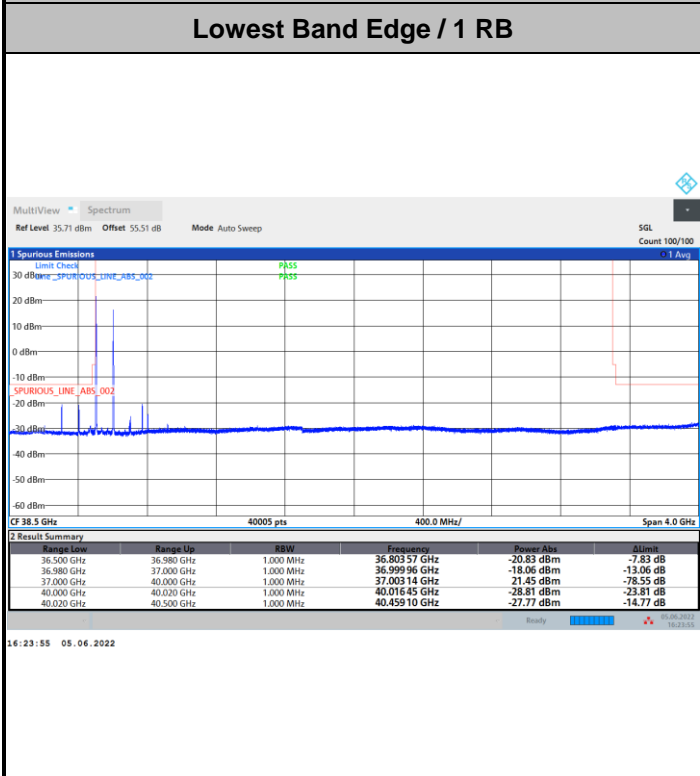 Lowest Band Edge / 1 RB
MultiView Spectrum
Ref Level 35.71 dBm Offset 55.51 dB Mode Auto Sweep SGL
Count 100/100
1 Spurious Emissions 1 Avg
Limit Check PASS
30 dBm Line _SPURIOUS_LINE_ABS_002 PASS
20 dBm
10 dBm
0 dBm
-10 dBm
_SPURIOUS_LINE_ABS_002
-20 dBm
-30 dBm
-40 dBm
-50 dBm
-60 dBm
CF 38.5 GHz 40005 pts 400.0 MHz/ Span 4.0 GHz
2 Result Summary
Range Low Range Up RBW Frequency Power Abs ΔLimit
36.500 GHz 36.980 GHz 1.000 MHz 36.803 57 GHz -20.83 dBm -7.83 dB
36.980 GHz 37.000 GHz 1.000 MHz 36.999 96 GHz -18.06 dBm -13.06 dB
37.000 GHz 40.000 GHz 1.000 MHz 37.003 14 GHz 21.45 dBm -78.55 dB
40.000 GHz 40.020 GHz 1.000 MHz 40.016 45 GHz -28.81 dBm -23.81 dB
40.020 GHz 40.500 GHz 1.000 MHz 40.459 10 GHz -27.77 dBm -14.77 dB
Ready 05.06.2022
16:23:55
16:23:55 05.06.2022